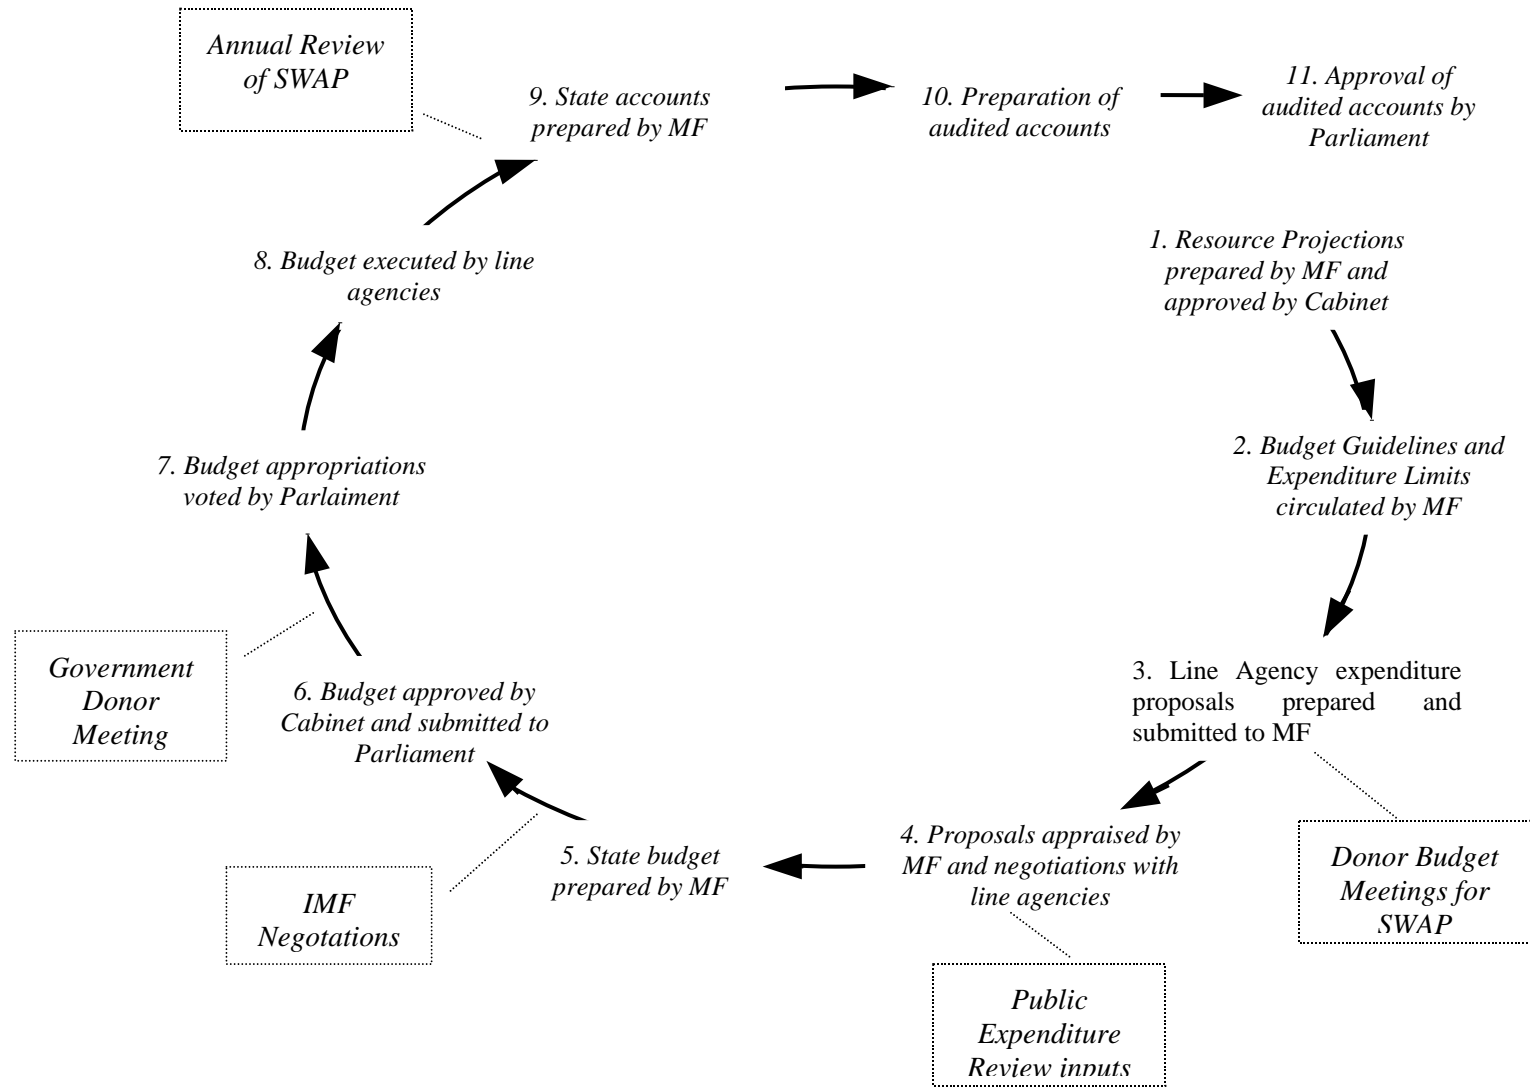 Annual Review
of SWAP
9. State accounts
prepared by MF
10. Preparation of
audited accounts
11. Approval of
audited accounts by
Parliament
1. Resource Projections
prepared by MF and
approved by Cabinet
8. Budget executed by line
agencies
2. Budget Guidelines and
Expenditure Limits
circulated by MF
7. Budget appropriations
voted by Parlaiment
3. Line Agency expenditure
proposals prepared and
submitted to MF
Government
Donor
Meeting
6. Budget approved by
Cabinet and submitted to
Parliament
4. Proposals appraised by
MF and negotiations with
line agencies
5. State budget
prepared by MF
Donor Budget
Meetings for
SWAP
IMF
Negotations
Public
Expenditure
Review inputs